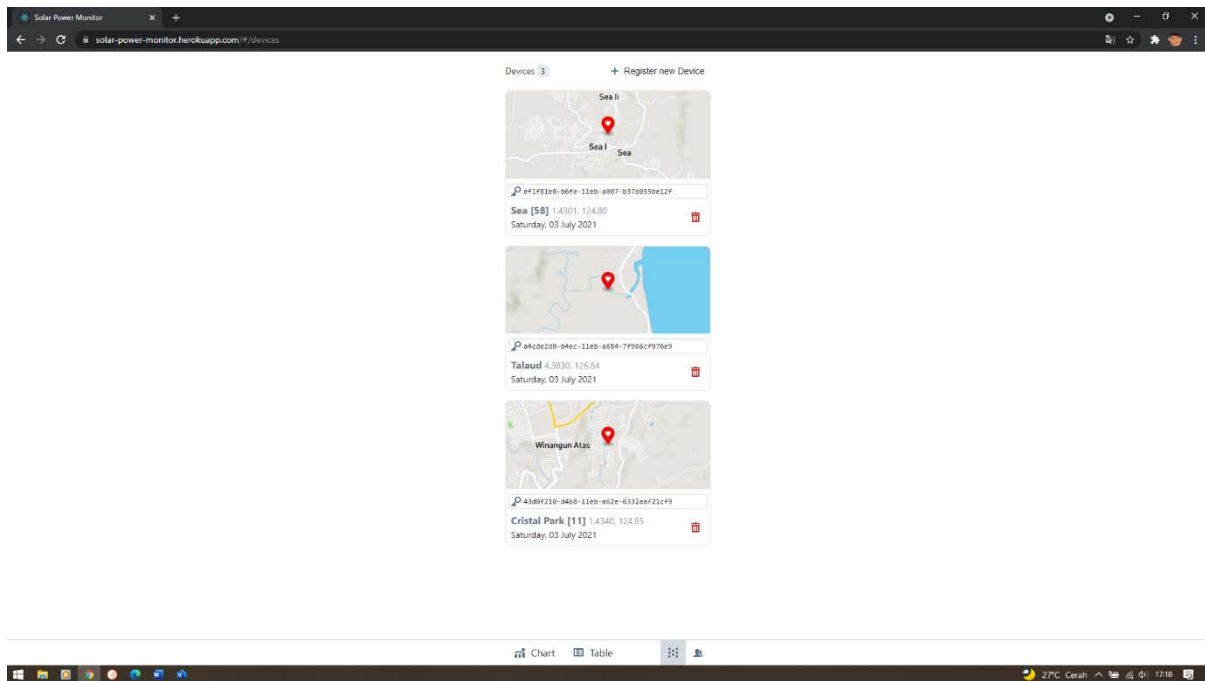 Solar Power Monitor
solar-power-monitor.herokuapp.com/#/devices
Devices 3 + Register new Device
Sea Ii
Sea I
Sea
ef1f81e0-b6fe-11eb-a007-b37b055be12f
Sea [58] 1.4301, 124.80
Saturday, 03 July 2021
a4cde2d0-b4ec-11eb-a884-7f966cf976e9
Talaud 4.3830, 126.84
Saturday, 03 July 2021
Winangun Atas
43d0f210-d4b8-11eb-a62e-6332aaf21cf9
Cristal Park [11] 1.4340, 124.85
Saturday, 03 July 2021
Chart Table
27°C Cerah 17:10